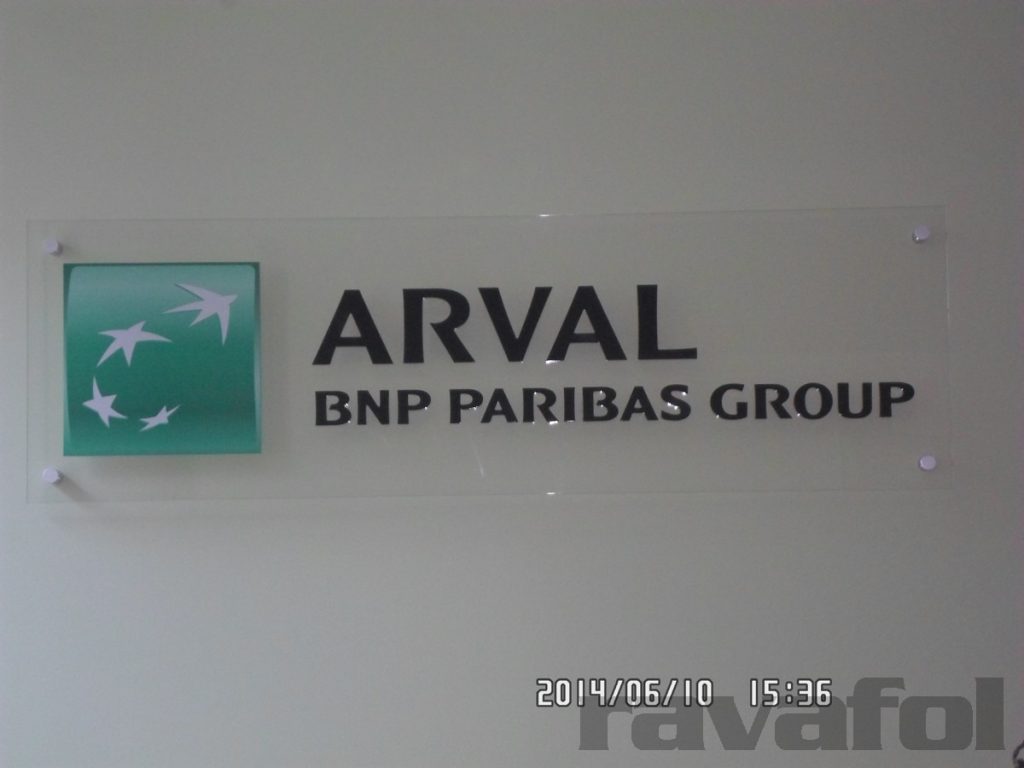 ARVAL
BNP PARIBAS GROUP
2014/06/10 15:36
ravafol